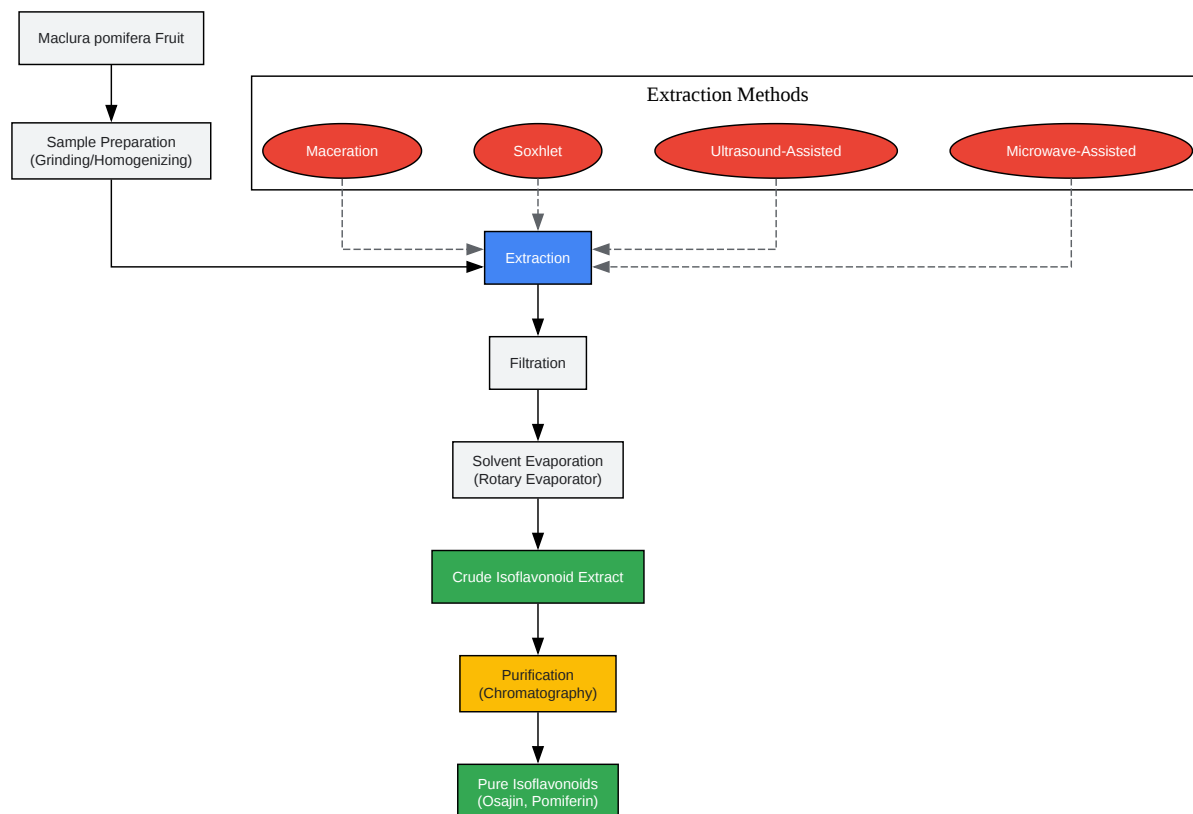 Maclura pomifera Fruit
Extraction Methods
Sample Preparation
(Grinding/Homogenizing)
Maceration
Soxhlet
Ultrasound-Assisted
Microwave-Assisted
Extraction
Filtration
Solvent Evaporation
(Rotary Evaporator)
Crude Isoflavonoid Extract
Purification
(Chromatography)
Pure Isoflavonoids
(Osajin, Pomiferin)